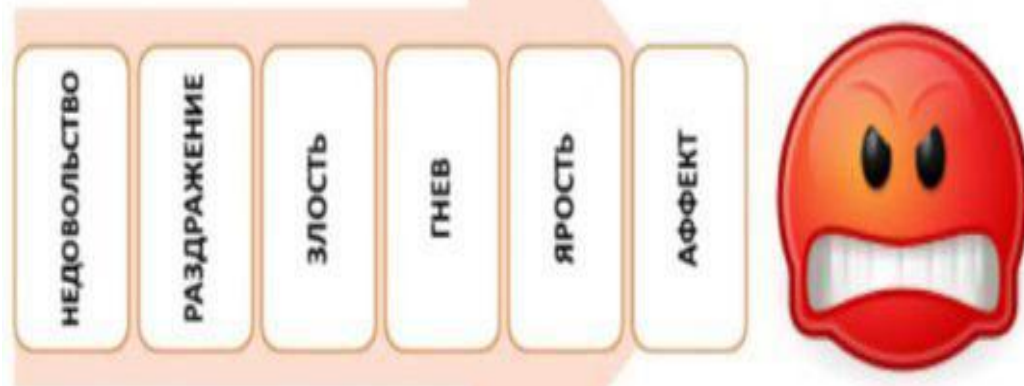 НЕДОВОЛЬСТВО
РАЗДРАЖЕНИЕ
ЗЛОСТЬ
ГНЕВ
ЯРОСТЬ
АФФЕКТ